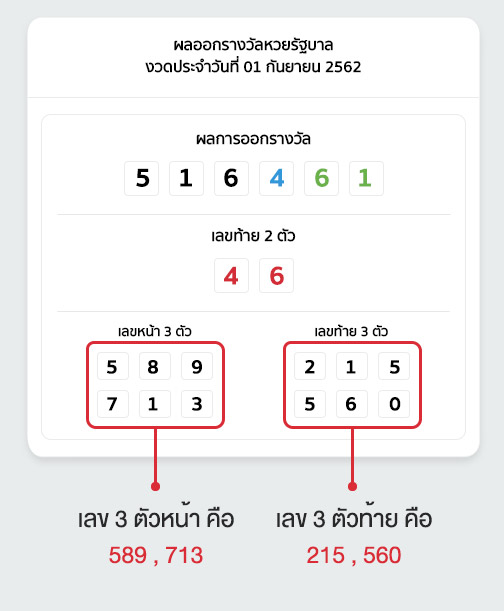 ผลออกรางวัลหวยรัฐบาล
งวดประจำวันที่ 01 กันยายน 2562
ผลการออกรางวัล
5 1 6 4 6 1
เลขท้าย 2 ตัว
4 6
เลขหน้า 3 ตัว เลขท้าย 3 ตัว
5 8 9 2 1 5
7 1 3 5 6 0
เลข 3 ตัวหน้า คือ เลข 3 ตัวท้าย คือ
589 , 713 215 , 560